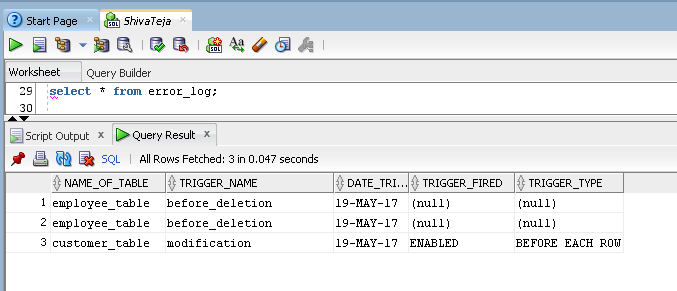 Start Page ShivaTeja
Worksheet Query Builder
29 select * from error_log;
30
Script Output Query Result
SQL All Rows Fetched: 3 in 0.047 seconds
NAME_OF_TABLE TRIGGER_NAME DATE_TRI... TRIGGER_FIRED TRIGGER_TYPE
1 employee_table before_deletion 19-MAY-17 (null) (null)
2 employee_table before_deletion 19-MAY-17 (null) (null)
3 customer_table modification 19-MAY-17 ENABLED BEFORE EACH ROW